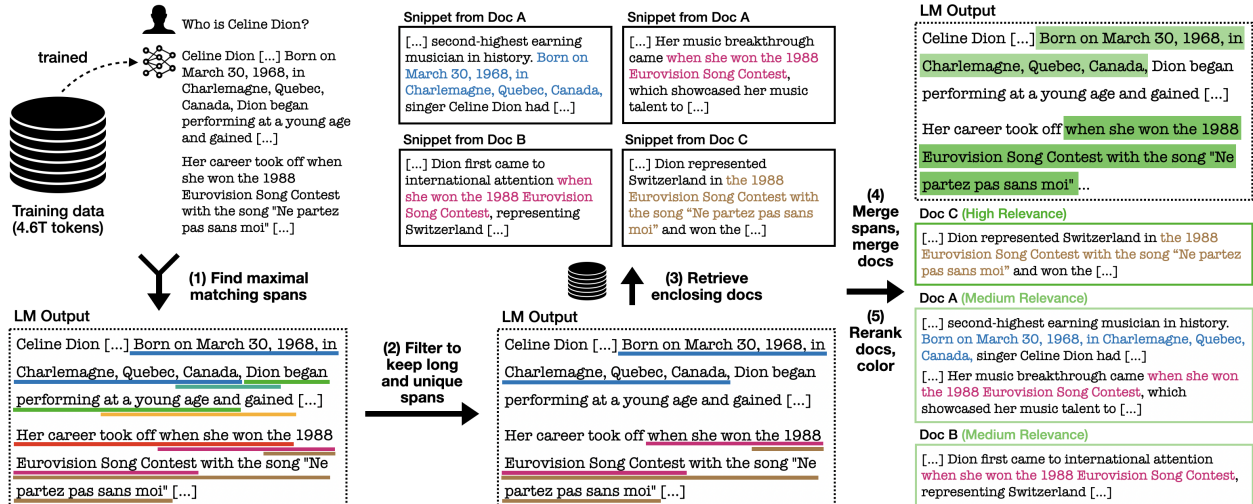 Who is Celine Dion?
trained
Celine Dion [...] Born on
March 30, 1968, in
Charlemagne, Quebec,
Canada, Dion began
performing at a young age
and gained [...]
Her career took off when
she won the 1988
Eurovision Song Contest
with the song "Ne partez
pas sans moi" [...]
Training data
(4.6T tokens)
(1) Find maximal
matching spans
LM Output
Celine Dion [...] Born on March 30, 1968, in
Charlemagne, Quebec, Canada, Dion began
performing at a young age and gained [...]
Her career took off when she won the 1988
Eurovision Song Contest with the song "Ne
partez pas sans moi" [...]
(2) Filter to
keep long
and unique
spans
LM Output
Celine Dion [...] Born on March 30, 1968, in
Charlemagne, Quebec, Canada, Dion began
performing at a young age and gained [...]
Her career took off when she won the 1988
Eurovision Song Contest with the song "Ne
partez pas sans moi" [...]
(3) Retrieve
enclosing docs
Snippet from Doc A
[...] second-highest earning
musician in history. Born on
March 30, 1968, in
Charlemagne, Quebec, Canada,
singer Celine Dion had [...]
Snippet from Doc A
[...] Her music breakthrough
came when she won the 1988
Eurovision Song Contest,
which showcased her music
talent to [...]
Snippet from Doc B
[...] Dion first came to
international attention when
she won the 1988 Eurovision
Song Contest, representing
Switzerland [...]
Snippet from Doc C
[...] Dion represented
Switzerland in the 1988
Eurovision Song Contest with
the song “Ne partez pas sans
moi” and won the [...]
(4)
Merge
spans,
merge
docs
(5)
Rerank
docs,
color
LM Output
Celine Dion [...] Born on March 30, 1968, in
Charlemagne, Quebec, Canada, Dion began
performing at a young age and gained [...]
Her career took off when she won the 1988
Eurovision Song Contest with the song "Ne
partez pas sans moi" ...
Doc C (High Relevance)
[...] Dion represented Switzerland in the 1988
Eurovision Song Contest with the song “Ne partez
pas sans moi” and won the [...]
Doc A (Medium Relevance)
[...] second-highest earning musician in history.
Born on March 30, 1968, in Charlemagne, Quebec,
Canada, singer Celine Dion had [...]
[...] Her music breakthrough came when she won
the 1988 Eurovision Song Contest, which
showcased her music talent to [...]
Doc B (Medium Relevance)
[...] Dion first came to international attention
when she won the 1988 Eurovision Song Contest,
representing Switzerland [...]